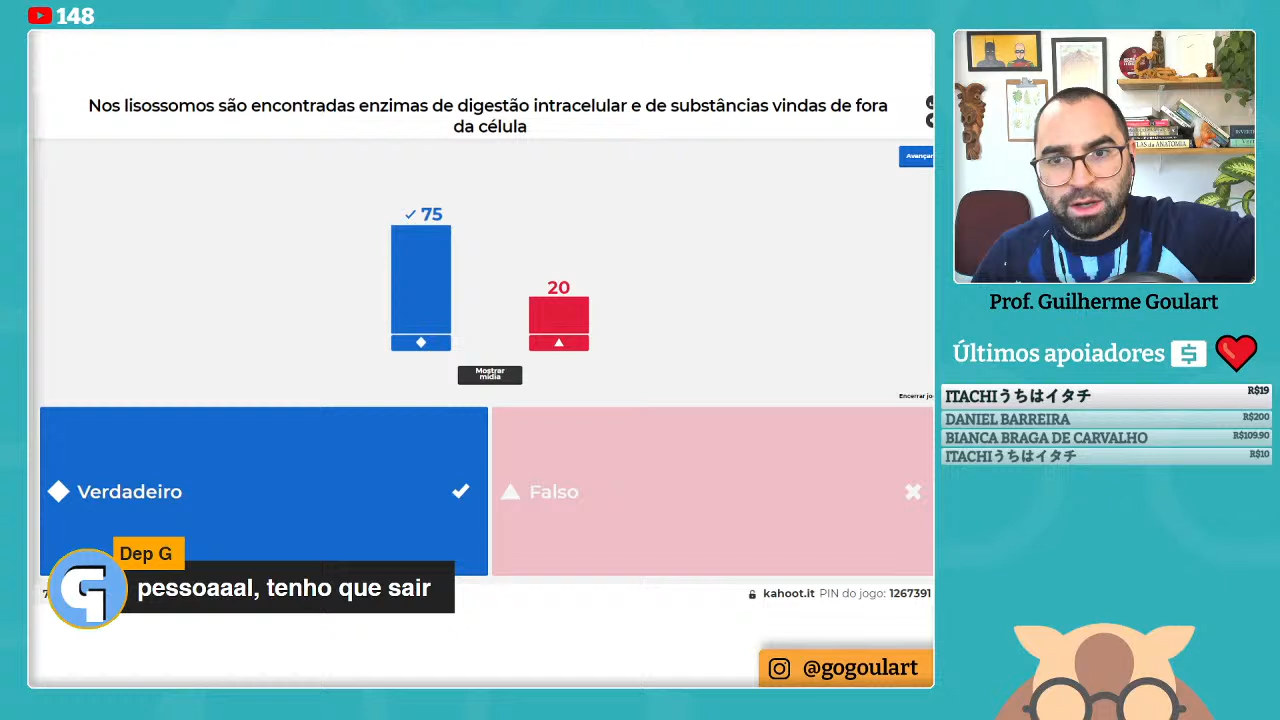 148
Nos lisossomos são encontradas enzimas de digestão intracelular e de substâncias vindas de fora
da célula
Avançar
75
20
Mostrar
mídia
Encerrar jo
Verdadeiro
Falso
Dep G
pessoaaal, tenho que sair
kahoot.it PIN do jogo: 1267391
@gogoulart
Prof. Guilherme Goulart
Últimos apoiadores
ITACHIうちはイタチ R$19
DANIEL BARREIRA R$200
BIANCA BRAGA DE CARVALHO R$109.90
ITACHIうちはイタチ R$10
LAS da ANATOMIA